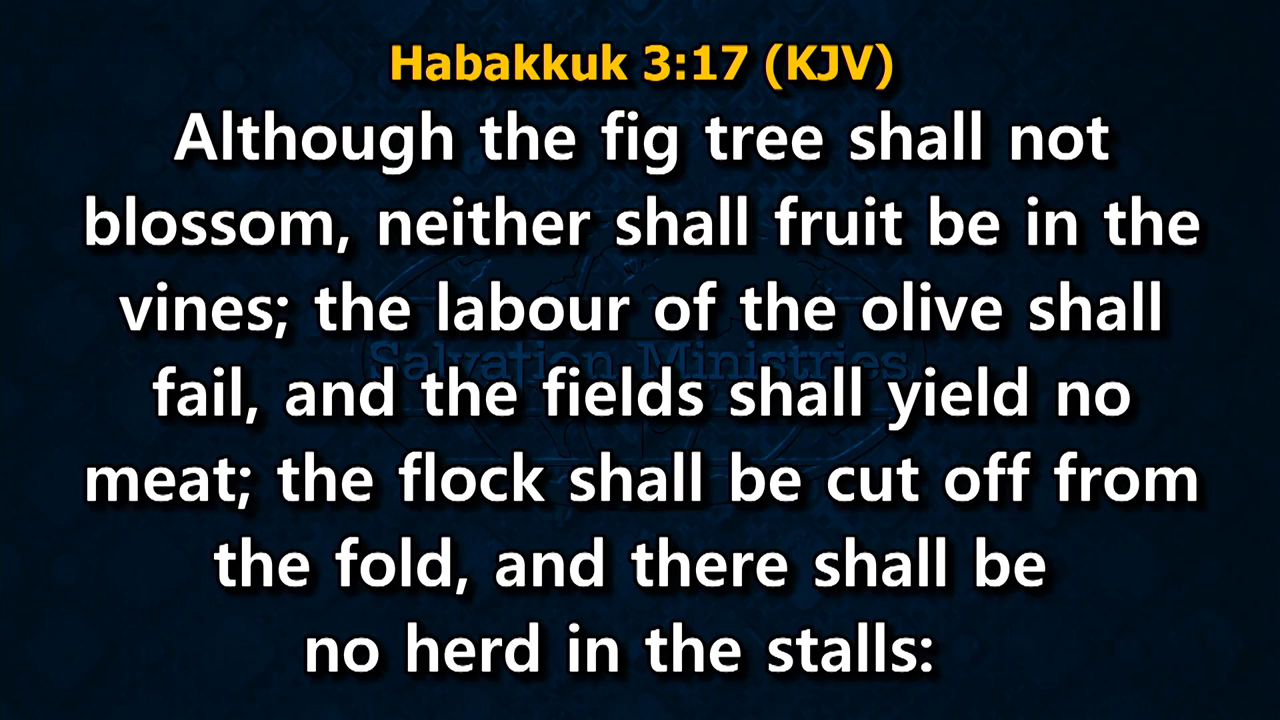 Habakkuk 3:17 (KJV)
Although the fig tree shall not
blossom, neither shall fruit be in the
vines; the labour of the olive shall
Salvation Ministries
fail, and the fields shall yield no
meat; the flock shall be cut off from
the fold, and there shall be
no herd in the stalls: